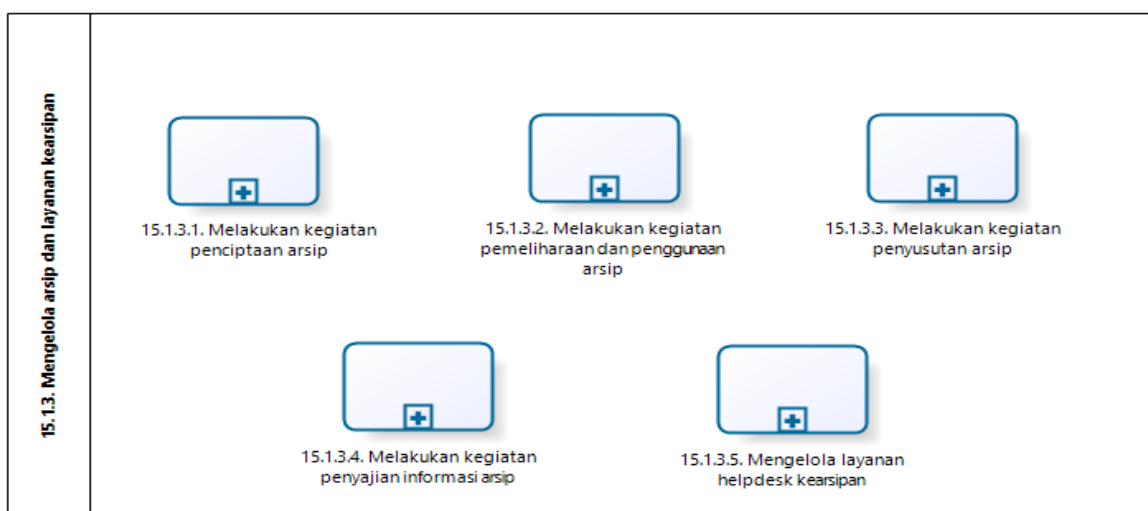 15.1.3. Mengelola arsip dan layanan kearsipan
15.1.3.1. Melakukan kegiatan
penciptaan arsip
15.1.3.2. Melakukan kegiatan
pemeliharaan dan penggunaan
arsip
15.1.3.3. Melakukan kegiatan
penyusutan arsip
15.1.3.4. Melakukan kegiatan
penyajian informasi arsip
15.1.3.5. Mengelola layanan
helpdesk kearsipan